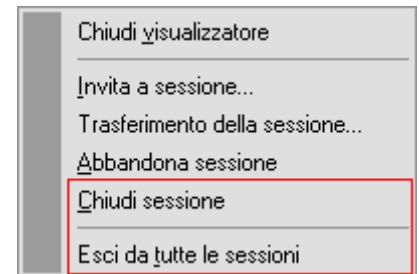 Chiudi visualizzatore
Invita a sessione...
Trasferimento della sessione...
Abbandona sessione
Chiudi sessione
Esci da tutte le sessioni